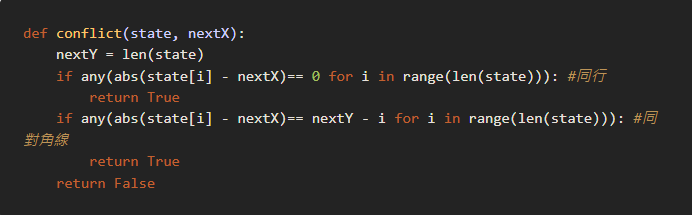 def conflict(state, nextX):
    nextY = len(state)
    if any(abs(state[i] - nextX)== 0 for i in range(len(state))): #同行
        return True
    if any(abs(state[i] - nextX)== nextY - i for i in range(len(state))): #同
對角線
        return True
    return False